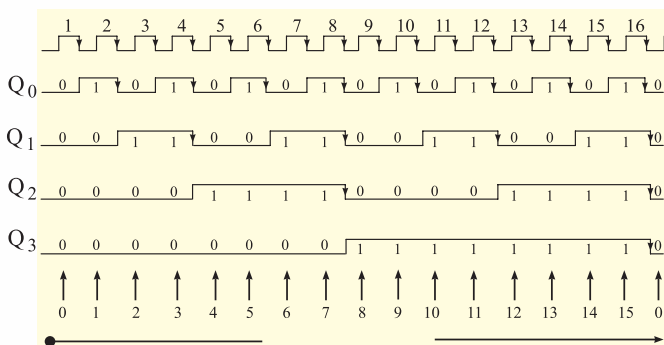 1 2 3 4 5 6 7 8 9 10 11 12 13 14 15 16
Q0 0 1 0 1 0 1 0 1 0 1 0 1 0 1 0 1 0
Q1 0 0 1 1 0 0 1 1 0 0 1 1 0 0 1 1 0
Q2 0 0 0 0 1 1 1 1 0 0 0 0 1 1 1 1 0
Q3 0 0 0 0 0 0 0 0 1 1 1 1 1 1 1 1 0
0 1 2 3 4 5 6 7 8 9 10 11 12 13 14 15 0